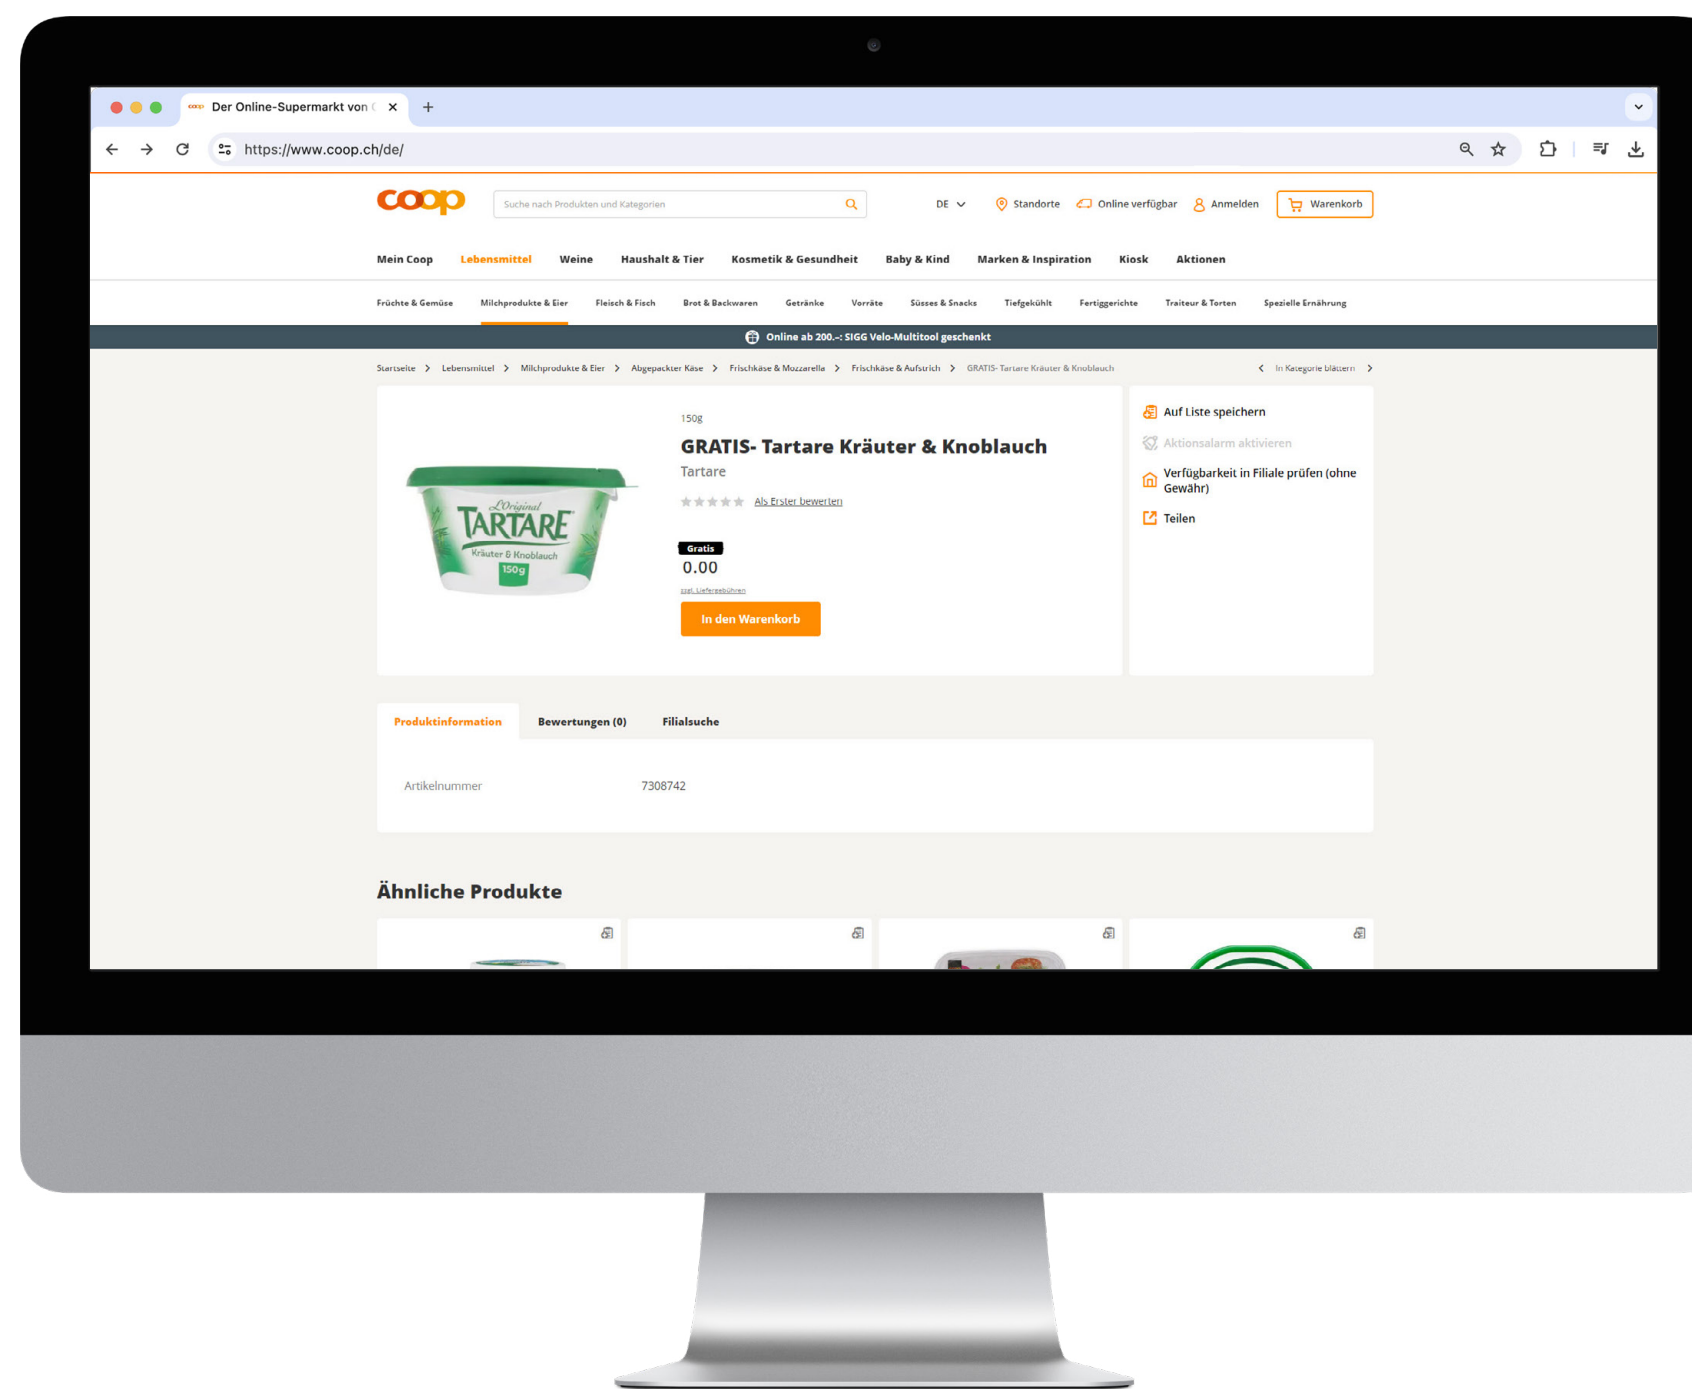 coop Der Online-Supermarkt von C
https://www.coop.ch/de/
coop Suche nach Produkten und Kategorien DE Standorte Online verfügbar Anmelden Warenkorb
Mein Coop Lebensmittel Weine Haushalt & Tier Kosmetik & Gesundheit Baby & Kind Marken & Inspiration Kiosk Aktionen
Früchte & Gemüse Milchprodukte & Eier Fleisch & Fisch Brot & Backwaren Getränke Vorräte Süsses & Snacks Tiefgekühlt Fertiggerichte Traiteur & Torten Spezielle Ernährung
Online ab 200.–: SIGG Velo-Multitool geschenkt
Startseite > Lebensmittel > Milchprodukte & Eier > Abgepackter Käse > Frischkäse & Mozzarella > Frischkäse & Aufstrich > GRATIS- Tartare Kräuter & Knoblauch < In Kategorie blättern >
L'Original
TARTARE
Kräuter & Knoblauch
150g
150g
GRATIS- Tartare Kräuter & Knoblauch
Tartare
Als Erster bewerten
Gratis
0.00
zzgl. Liefergebühren
In den Warenkorb
Auf Liste speichern
Aktionsalarm aktivieren
Verfügbarkeit in Filiale prüfen (ohne
Gewähr)
Teilen
Produktinformation Bewertungen (0) Filialsuche
Artikelnummer 7308742
Ähnliche Produkte